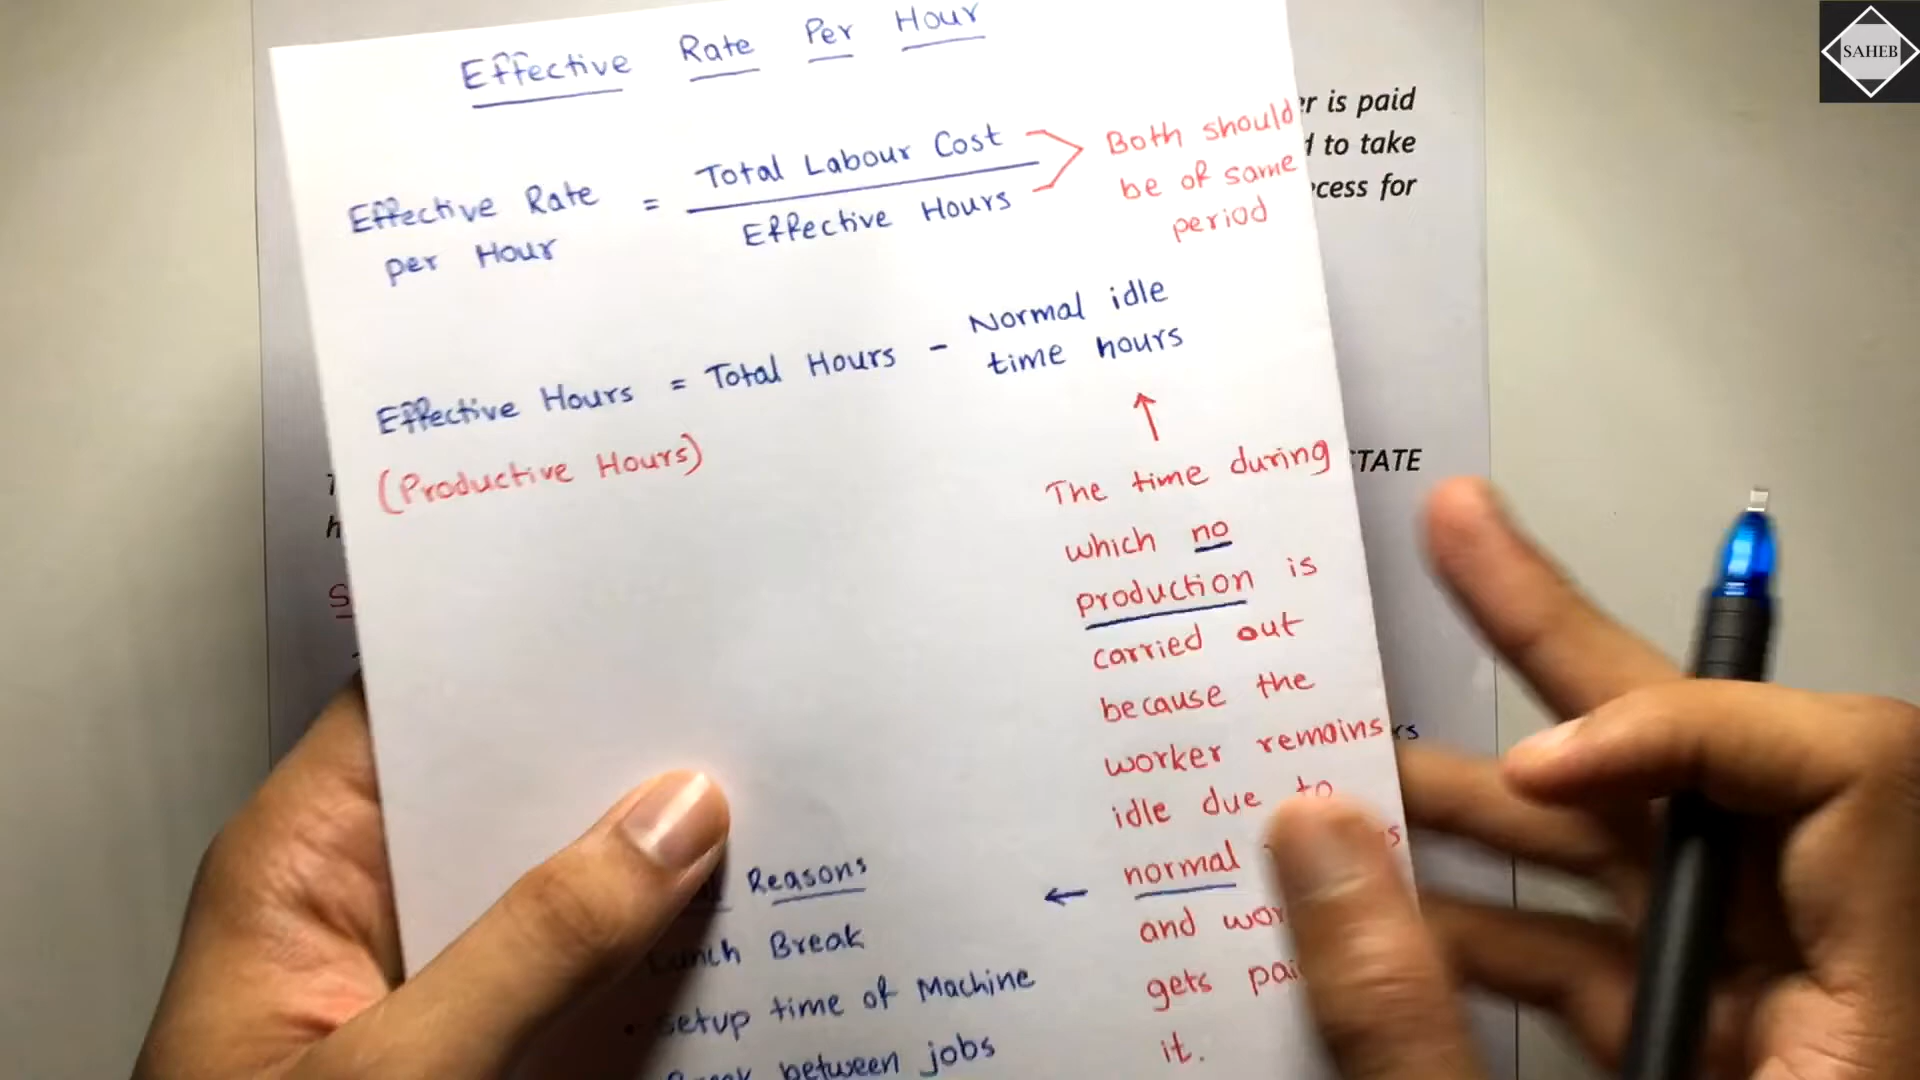 SAHEB
Effective Rate Per Hour
Effective Rate per Hour = Total Labour Cost
Effective Hours
Both should
be of same
period
r is paid
to take
cess for
Effective Hours = Total Hours - Normal idle
time hours
(Productive Hours)
↑
The time during
which no
production is
carried out
because the
worker remains
idle due to
normal
and
gets
it.
TATE
rs
← Reasons
Lunch Break
• setup time of Machine
Break between jobs